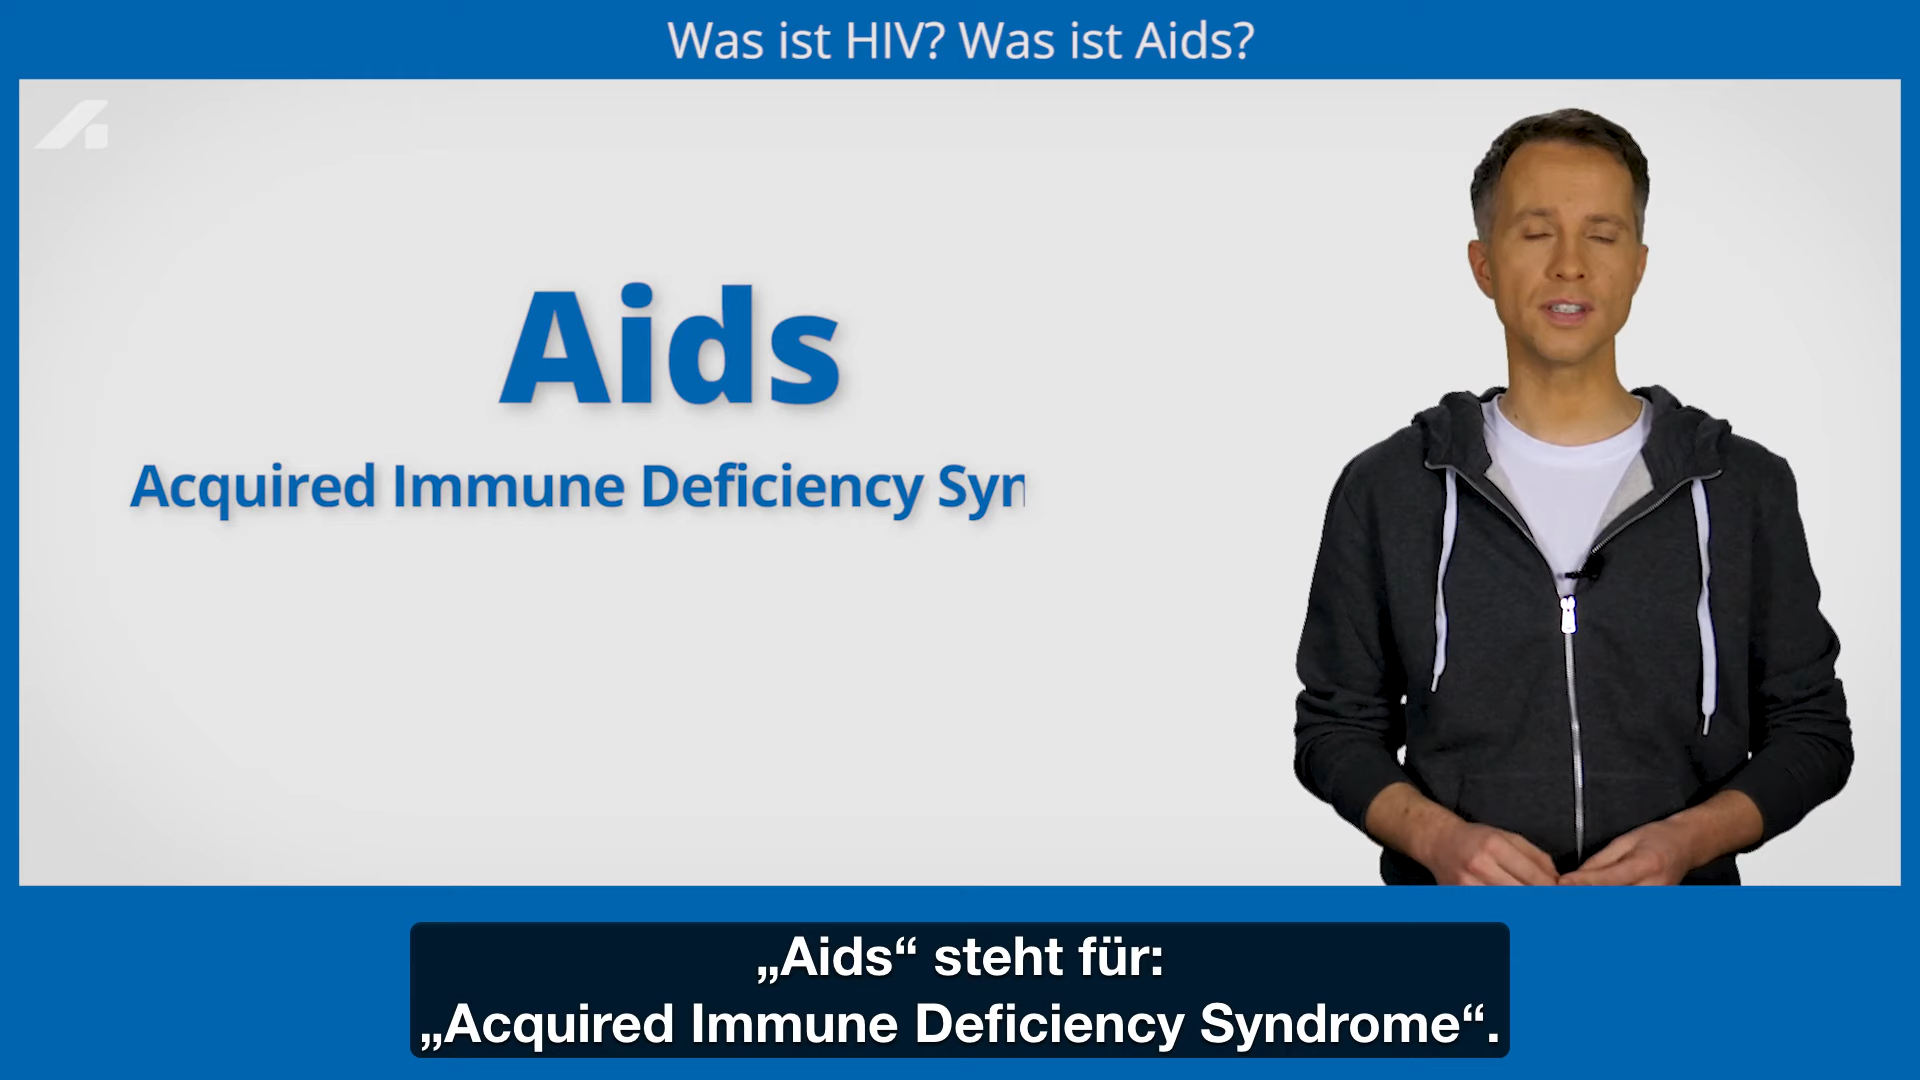 Was ist HIV? Was ist Aids?
Aids
Acquired Immune Deficiency Syn
„Aids“ steht für:
„Acquired Immune Deficiency Syndrome“.